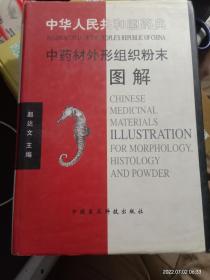 中华人民共和国药典
PHARMACOPOEIA OF THE PEOPLE'S REPUBLIC OF CHINA
中药材外形组织粉末
图解
CHINESE
MEDICINAL
MATERIALS
ILLUSTRATION
FOR MORPHOLOGY,
HISTOLOGY
AND POWDER
赵达文 主编
中国医药科技出版社
2022.07.02 06:33